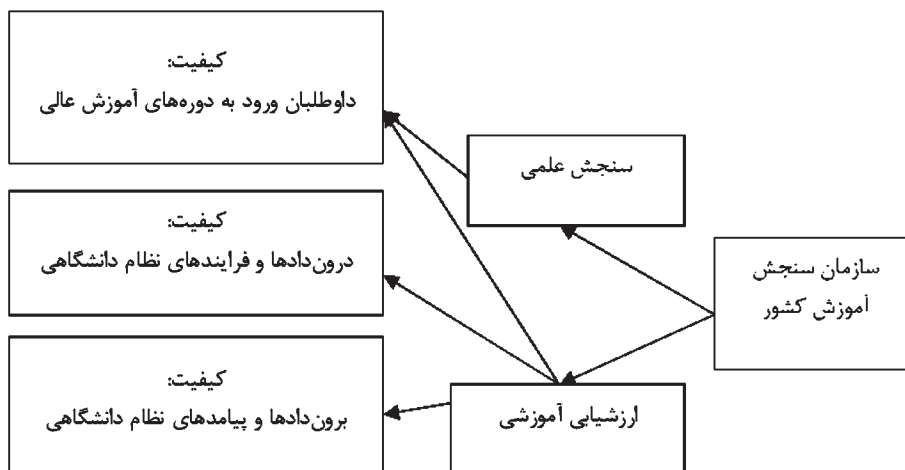 سازمان سنجش
آموزش کشور
سنجش علمی
ارزشیابی آموزشی
کیفیت:
داوطلبان ورود به دوره‌های آموزش عالی
کیفیت:
درون‌دادها و فرایندهای نظام دانشگاهی
کیفیت:
برون‌دادها و پیامدهای نظام دانشگاهی